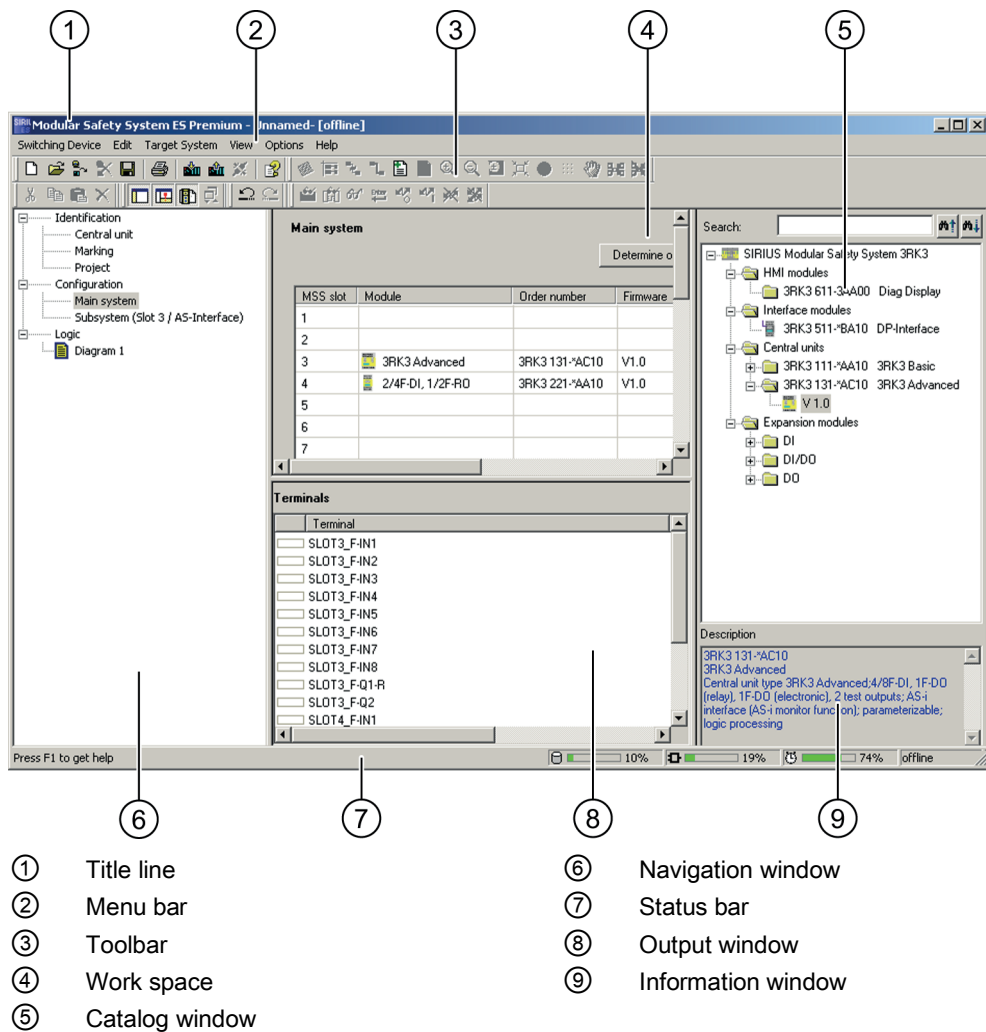 1 2 3 4 5
Modular Safety System ES Premium - Unnamed- [offline]
Switching Device Edit Target System View Options Help
Identification
Central unit
Marking
Project
Configuration
Main system
Subsystem (Slot 3 / AS-Interface)
Logic
Diagram 1
Main system
Determine o
MSS slot Module Order number Firmware
1
2
3 3RK3 Advanced 3RK3 131-*AC10 V1.0
4 2/4F-DI, 1/2F-RO 3RK3 221-*AA10 V1.0
5
6
7
Terminals
Terminal
SLOT3_F-IN1
SLOT3_F-IN2
SLOT3_F-IN3
SLOT3_F-IN4
SLOT3_F-IN5
SLOT3_F-IN6
SLOT3_F-IN7
SLOT3_F-IN8
SLOT3_F-Q1-R
SLOT3_F-Q2
SLOT4_F-IN1
Search:
SIRIUS Modular Safety System 3RK3
HMI modules
3RK3 611-3AA00 Diag Display
Interface modules
3RK3 511-*BA10 DP-Interface
Central units
3RK3 111-*AA10 3RK3 Basic
3RK3 131-*AC10 3RK3 Advanced
V 1.0
Expansion modules
DI
DI/DO
DO
Description
3RK3 131-*AC10
3RK3 Advanced
Central unit type 3RK3 Advanced;4/8F-DI, 1F-DO
(relay), 1F-DO (electronic), 2 test outputs; AS-i
interface (AS-i monitor function); parameterizable;
logic processing
Press F1 to get help 10% 19% 74% offline
6 7 8 9
1 Title line
2 Menu bar
3 Toolbar
4 Work space
5 Catalog window
6 Navigation window
7 Status bar
8 Output window
9 Information window